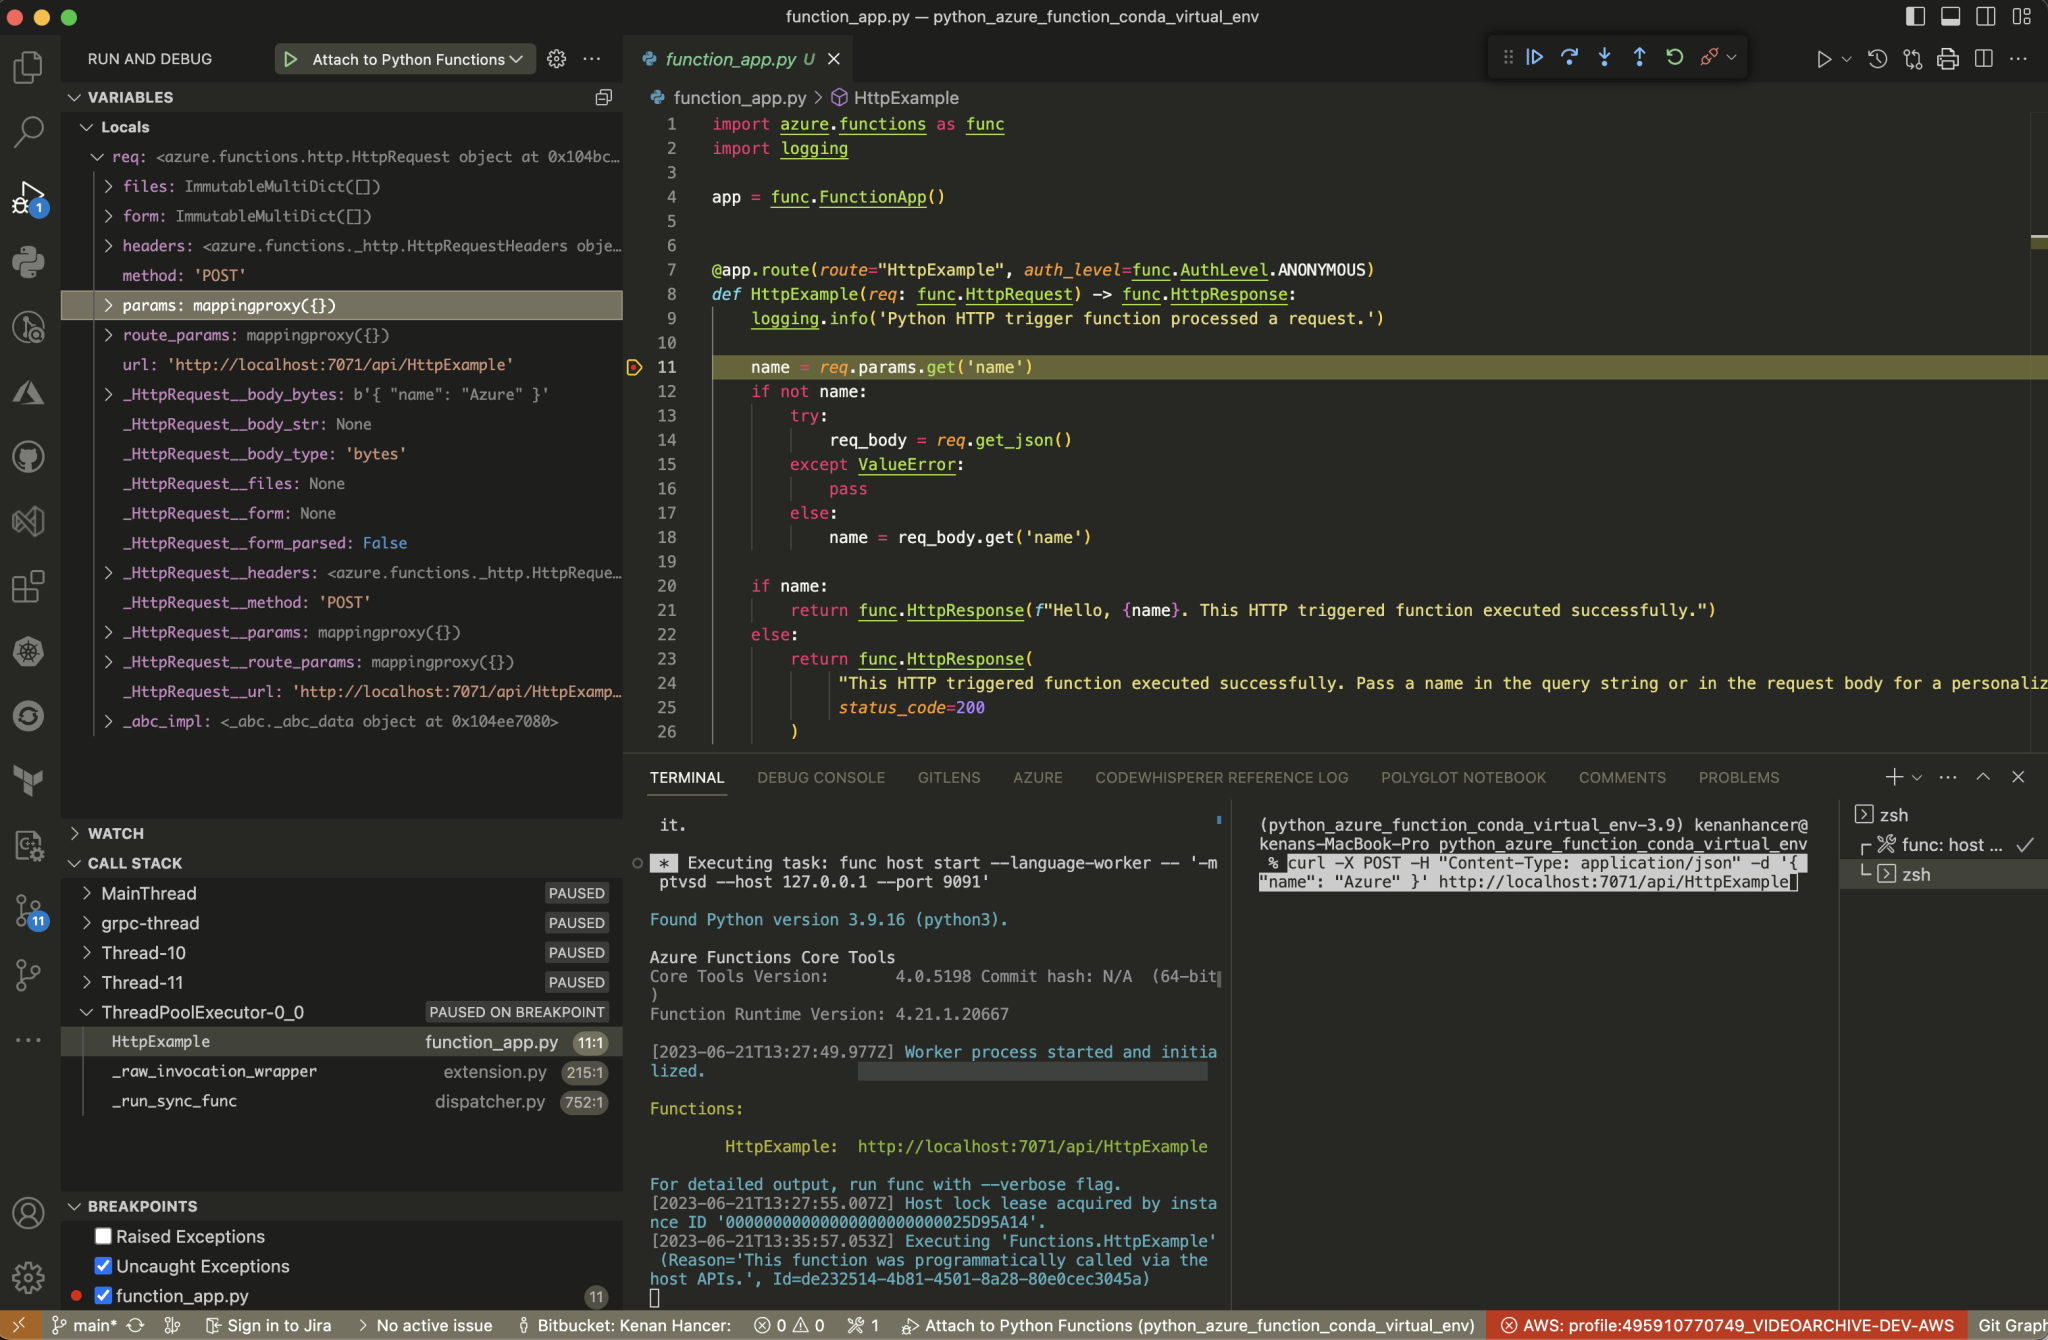 function_app.py — python_azure_function_conda_virtual_env
RUN AND DEBUG
Attach to Python Functions
VARIABLES
Locals
req: <azure.functions.http.HttpRequest object at 0x104bc…
files: ImmutableMultiDict([])
form: ImmutableMultiDict([])
headers: <azure.functions._http.HttpRequestHeaders obje…
method: 'POST'
params: mappingproxy({})
route_params: mappingproxy({})
url: 'http://localhost:7071/api/HttpExample'
_HttpRequest__body_bytes: b'{ "name": "Azure" }'
_HttpRequest__body_str: None
_HttpRequest__body_type: 'bytes'
_HttpRequest__files: None
_HttpRequest__form: None
_HttpRequest__form_parsed: False
_HttpRequest__headers: <azure.functions._http.HttpReque…
_HttpRequest__method: 'POST'
_HttpRequest__params: mappingproxy({})
_HttpRequest__route_params: mappingproxy({})
_HttpRequest__url: 'http://localhost:7071/api/HttpExamp…
_abc_impl: <_abc._abc_data object at 0x104ee7080>
WATCH
CALL STACK
MainThread PAUSED
grpc-thread PAUSED
Thread-10 PAUSED
Thread-11 PAUSED
ThreadPoolExecutor-0_0 PAUSED ON BREAKPOINT
HttpExample function_app.py 11:1
_raw_invocation_wrapper extension.py 215:1
_run_sync_func dispatcher.py 752:1
BREAKPOINTS
Raised Exceptions
Uncaught Exceptions
function_app.py 11
1
11
function_app.py U
function_app.py > HttpExample
1 import azure.functions as func
2 import logging
3
4 app = func.FunctionApp()
5
6
7 @app.route(route="HttpExample", auth_level=func.AuthLevel.ANONYMOUS)
8 def HttpExample(req: func.HttpRequest) -> func.HttpResponse:
9 logging.info('Python HTTP trigger function processed a request.')
10
11 name = req.params.get('name')
12 if not name:
13 try:
14 req_body = req.get_json()
15 except ValueError:
16 pass
17 else:
18 name = req_body.get('name')
19
20 if name:
21 return func.HttpResponse(f"Hello, {name}. This HTTP triggered function executed successfully.")
22 else:
23 return func.HttpResponse(
24 "This HTTP triggered function executed successfully. Pass a name in the query string or in the request body for a personaliz
25 status_code=200
26 )
TERMINAL DEBUG CONSOLE GITLENS AZURE CODEWHISPERER REFERENCE LOG POLYGLOT NOTEBOOK COMMENTS PROBLEMS
it.
* Executing task: func host start --language-worker -- '-m
ptvsd --host 127.0.0.1 --port 9091'
Found Python version 3.9.16 (python3).
Azure Functions Core Tools
Core Tools Version: 4.0.5198 Commit hash: N/A (64-bit
)
Function Runtime Version: 4.21.1.20667
[2023-06-21T13:27:49.977Z] Worker process started and initia
lized.
Functions:
HttpExample: http://localhost:7071/api/HttpExample
For detailed output, run func with --verbose flag.
[2023-06-21T13:27:55.007Z] Host lock lease acquired by insta
nce ID '00000000000000000000000025D95A14'.
[2023-06-21T13:35:57.053Z] Executing 'Functions.HttpExample'
(Reason='This function was programmatically called via the
host APIs.', Id=de232514-4b81-4501-8a28-80e0cec3045a)
(python_azure_function_conda_virtual_env-3.9) kenanhancer@
kenans-MacBook-Pro python_azure_function_conda_virtual_env
% curl -X POST -H "Content-Type: application/json" -d '{
"name": "Azure" }' http://localhost:7071/api/HttpExample
zsh
func: host ...
zsh
main* Sign in to Jira > No active issue Bitbucket: Kenan Hancer: 0 0 1 Attach to Python Functions (python_azure_function_conda_virtual_env) AWS: profile:495910770749_VIDEOARCHIVE-DEV-AWS Git Graph